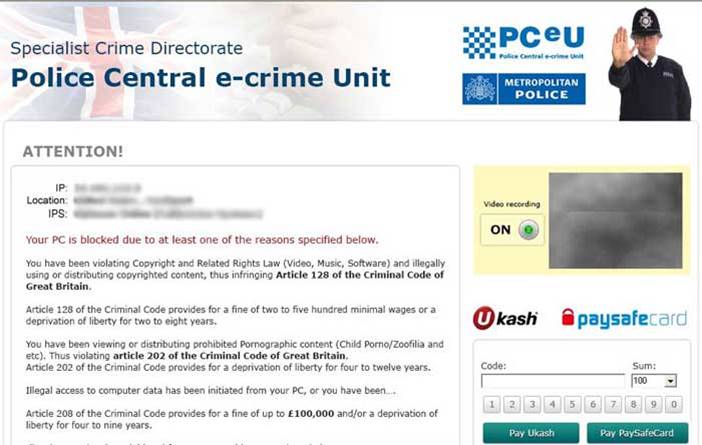 Specialist Crime Directorate
Police Central e-crime Unit
PCeU
Police Central e-crime Unit
METROPOLITAN
POLICE
ATTENTION!
IP:
Location:
IPS:
Your PC is blocked due to at least one of the reasons specified below.
You have been violating Copyright and Related Rights Law (Video, Music, Software) and illegally
using or distributing copyrighted content, thus infringing Article 128 of the Criminal Code of
Great Britain.
Article 128 of the Criminal Code provides for a fine of two to five hundred minimal wages or a
deprivation of liberty for two to eight years.
You have been viewing or distributing prohibited Pornographic content (Child Porno/Zoofilia and
etc). Thus violating article 202 of the Criminal Code of Great Britain.
Article 202 of the Criminal Code provides for a deprivation of liberty for four to twelve years.
Illegal access to computer data has been initiated from your PC, or you have been...
Article 208 of the Criminal Code provides for a fine of up to £100,000 and/or a deprivation of
liberty for four to nine years.
Video recording
ON
Ukash
paysafecard
Code: Sum:
100
1 2 3 4 5 6 7 8 9 0
Pay Ukash Pay PaySafeCard